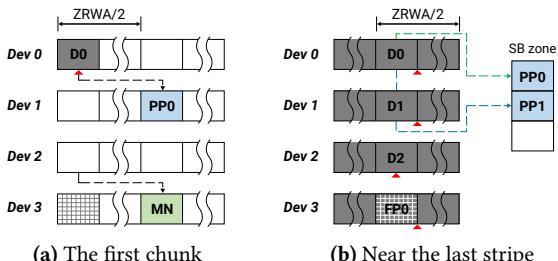 ZRWA/2
Dev 0
D0
Dev 1
PP0
Dev 2
Dev 3
MN
(a) The first chunk
ZRWA/2
Dev 0
D0
SB zone
PP0
PP1
Dev 1
D1
Dev 2
D2
Dev 3
FP0
(b) Near the last stripe